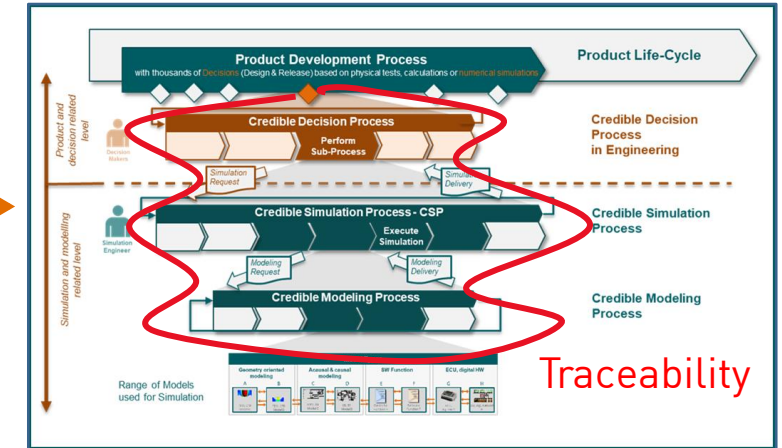 Product Development Process
with thousands of Decisions (Design & Release) based on physical tests, calculations or numerical simulations
Product Life-Cycle
Product and
decision related
level
Decision
Makers
Credible Decision Process
Perform
Sub-Process
Credible Decision
Process
in Engineering
Simulation
Request
Simulation
Delivery
Simulation and modelling
related level
Simulation
Engineer
Credible Simulation Process - CSP
Execute
Simulation
Credible Simulation
Process
Modeling
Request
Modeling
Delivery
Credible Modeling Process
Credible Modeling
Process
Range of Models
used for Simulation
Geometry oriented
modeling
Acausal & causal
modeling
SW Function
ECU, digital HW
A B C D E F G H
Traceability